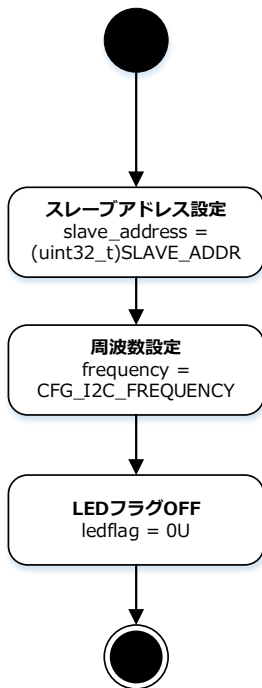 スレーブアドレス設定
slave_address =
(uint32_t)SLAVE_ADDR
周波数設定
frequency =
CFG_I2C_FREQUENCY
LEDフラグOFF
ledflag = 0U